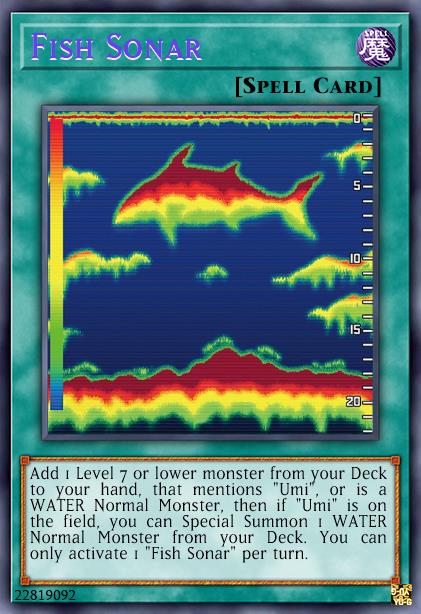 Fish Sonar
SPELL
魔
[Spell Card]
0
5
10
15
20
Add 1 Level 7 or lower monster from your Deck
to your hand, that mentions "Umi", or is a
WATER Normal Monster, then if "Umi" is on
the field, you can Special Summon 1 WATER
Normal Monster from your Deck. You can
only activate 1 "Fish Sonar" per turn.
22819092